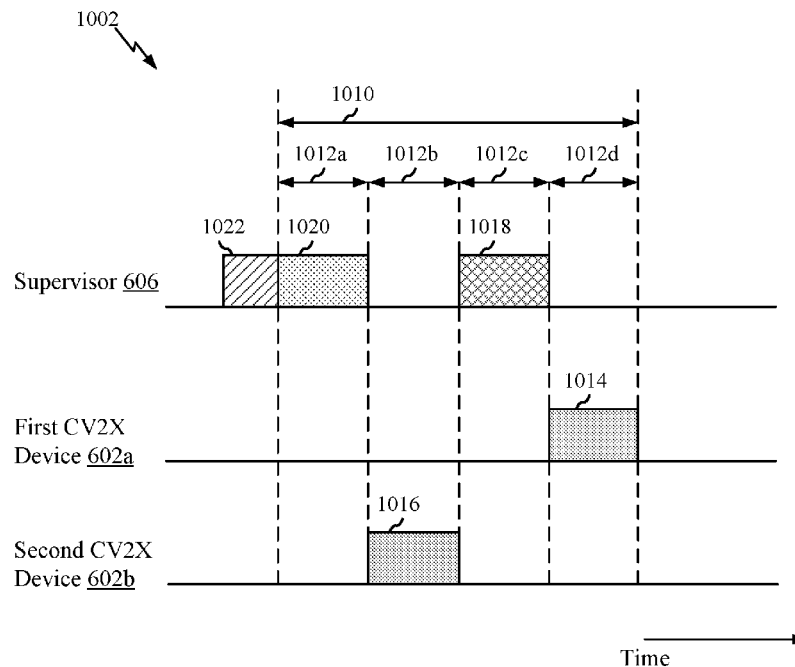 1002
1010
1012a 1012b 1012c 1012d
1022 1020 1018
Supervisor 606
1014
First CV2X
Device 602a
1016
Second CV2X
Device 602b
Time